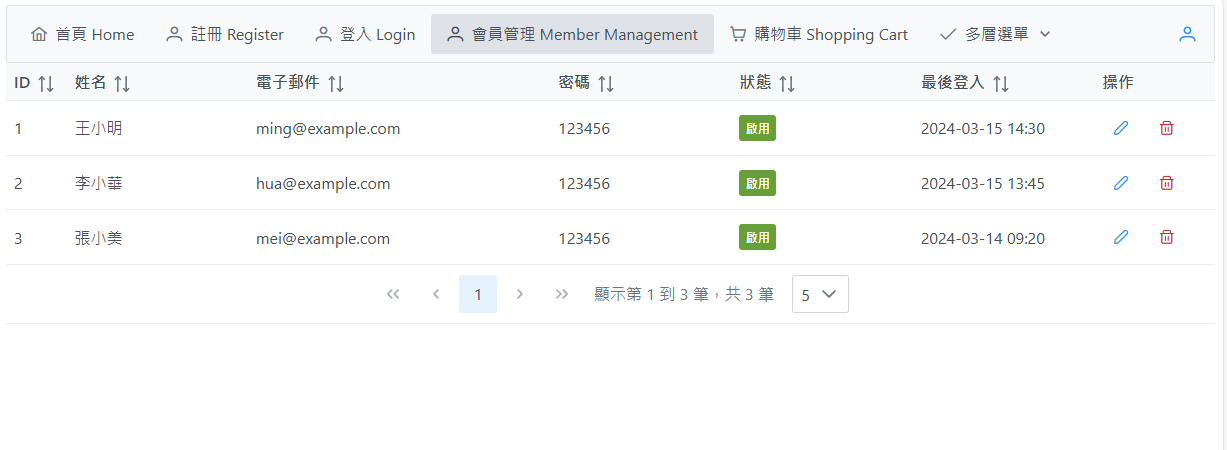 首頁 Home 註冊 Register 登入 Login 會員管理 Member Management 購物車 Shopping Cart 多層選單
ID 姓名 電子郵件 密碼 狀態 最後登入 操作
1 王小明 ming@example.com 123456 啟用 2024-03-15 14:30
2 李小華 hua@example.com 123456 啟用 2024-03-15 13:45
3 張小美 mei@example.com 123456 啟用 2024-03-14 09:20
1 顯示第 1 到 3 筆，共 3 筆 5